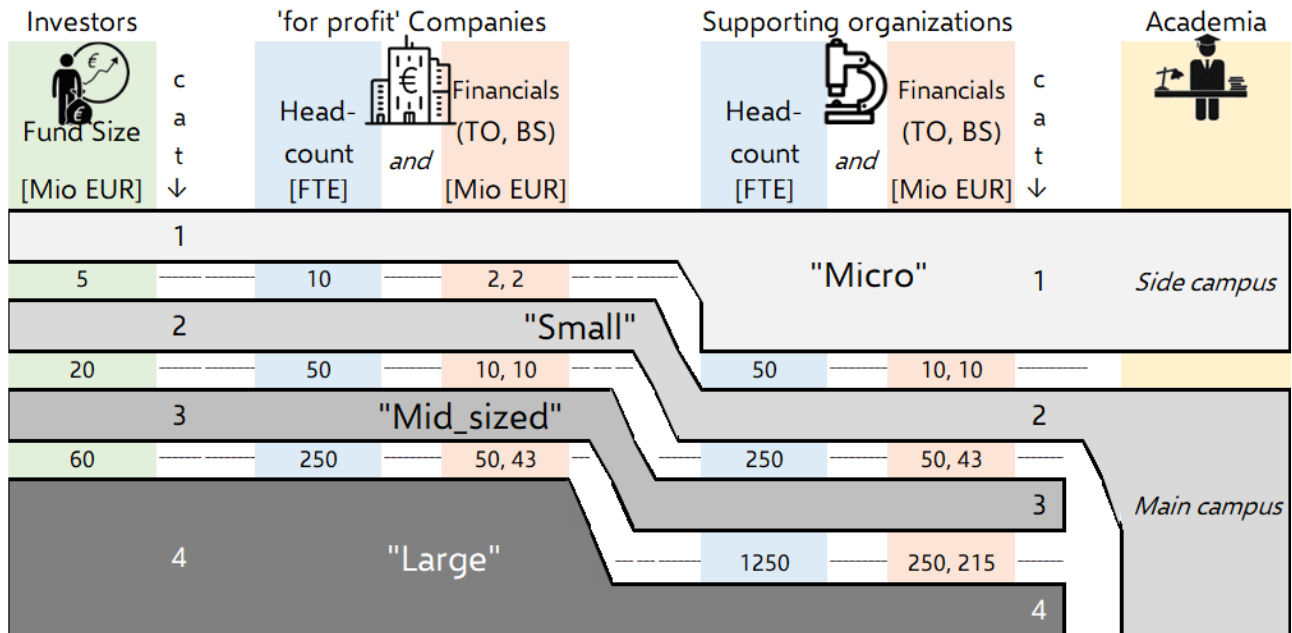 Investors 'for profit' Companies Supporting organizations Academia
€
€
Fund Size
[Mio EUR]
c
a
t
↓
Head-
count
[FTE]
€
and
Financials
(TO, BS)
[Mio EUR]
Head-
count
[FTE]
and
Financials
(TO, BS)
[Mio EUR]
c
a
t
↓
1
"Micro" 1 Side campus
5 10 2, 2
2 "Small"
20 50 10, 10 50 10, 10
3 "Mid_sized" 2
60 250 50, 43 250 50, 43
3 Main campus
4 "Large" 1250 250, 215
4